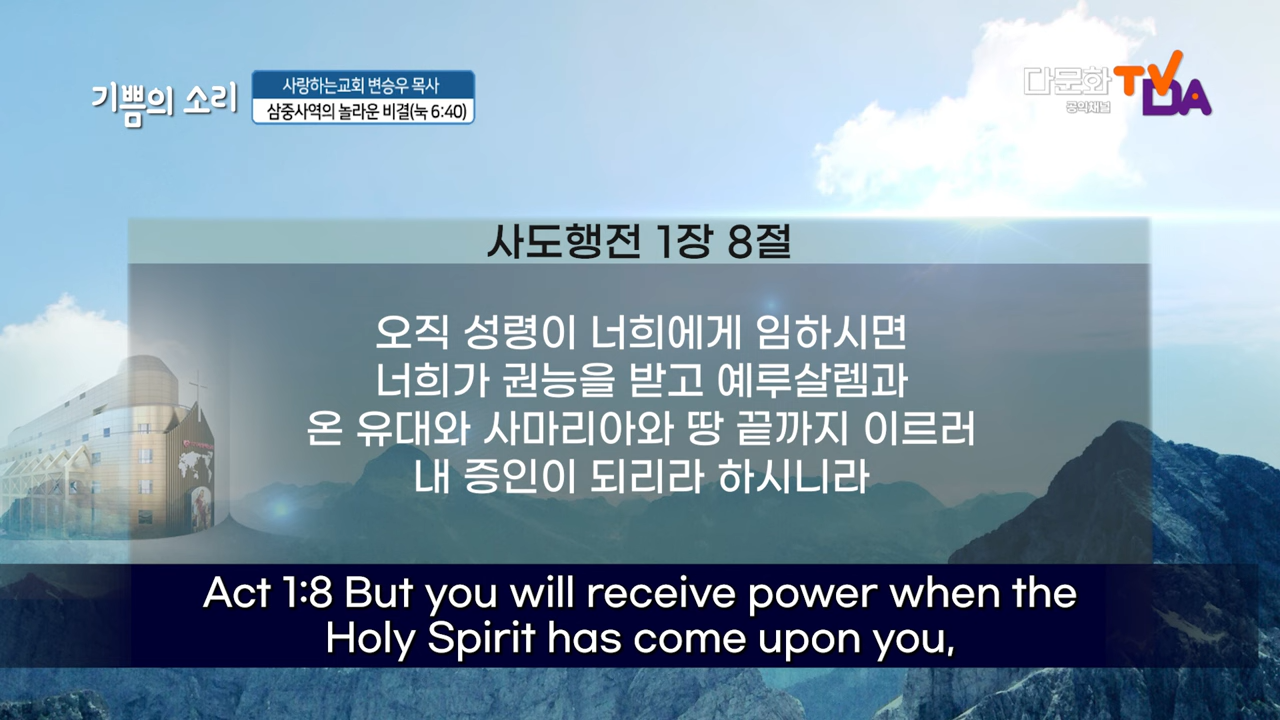 기쁨의 소리
사랑하는교회 변승우 목사
삼중사역의 놀라운 비결(눅 6:40)
다문화 TV
공익채널 DA
사도행전 1장 8절
오직 성령이 너희에게 임하시면
너희가 권능을 받고 예루살렘과
온 유대와 사마리아와 땅 끝까지 이르러
내 증인이 되리라 하시니라
Act 1:8 But you will receive power when the
Holy Spirit has come upon you,